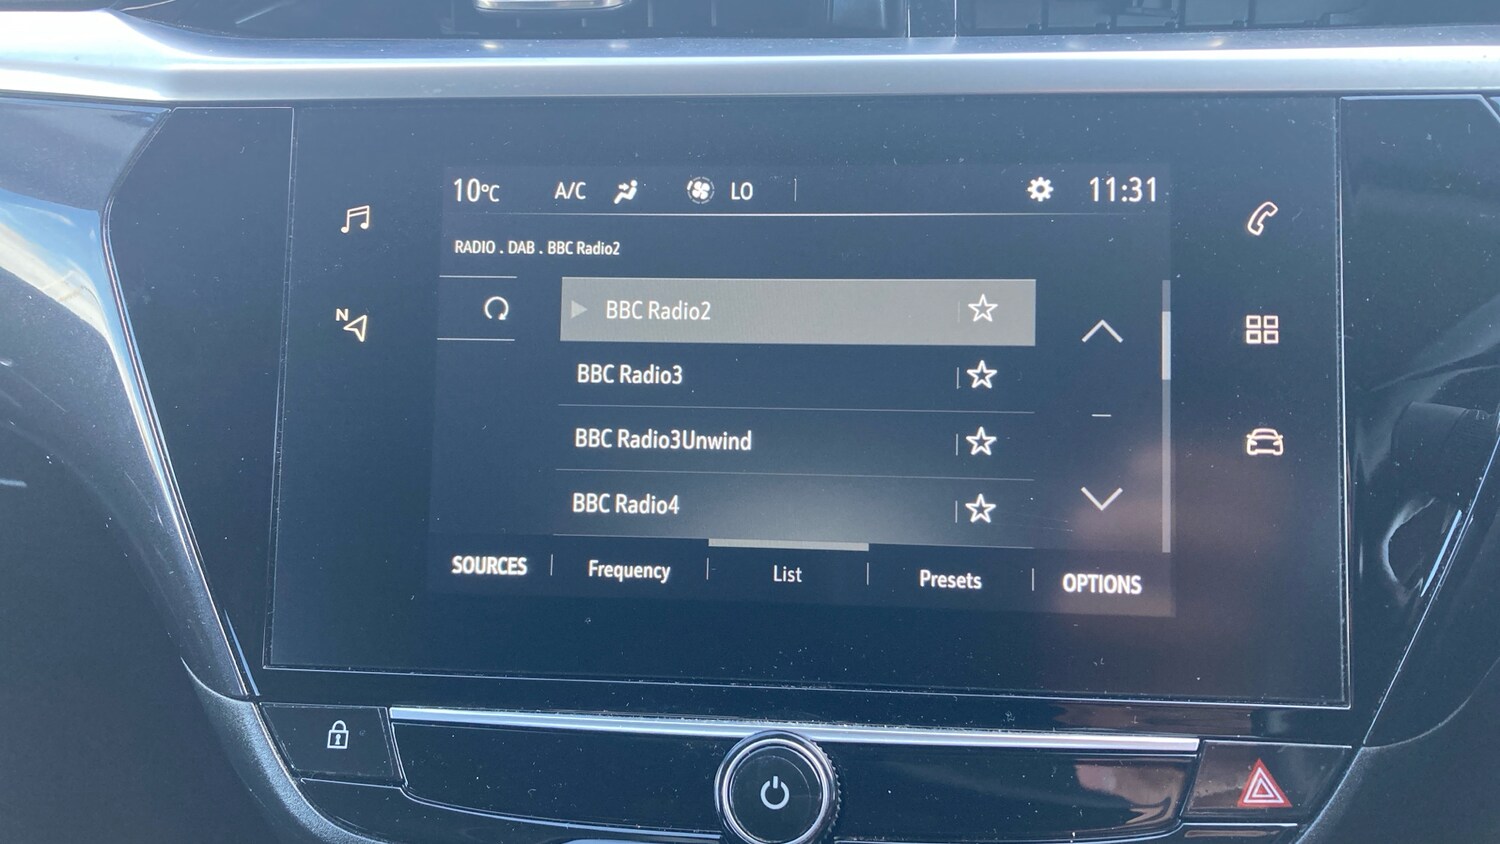 10°C A/C LO 11:31
RADIO . DAB . BBC Radio2
BBC Radio2
BBC Radio3
BBC Radio3Unwind
BBC Radio4
SOURCES Frequency List Presets OPTIONS
N